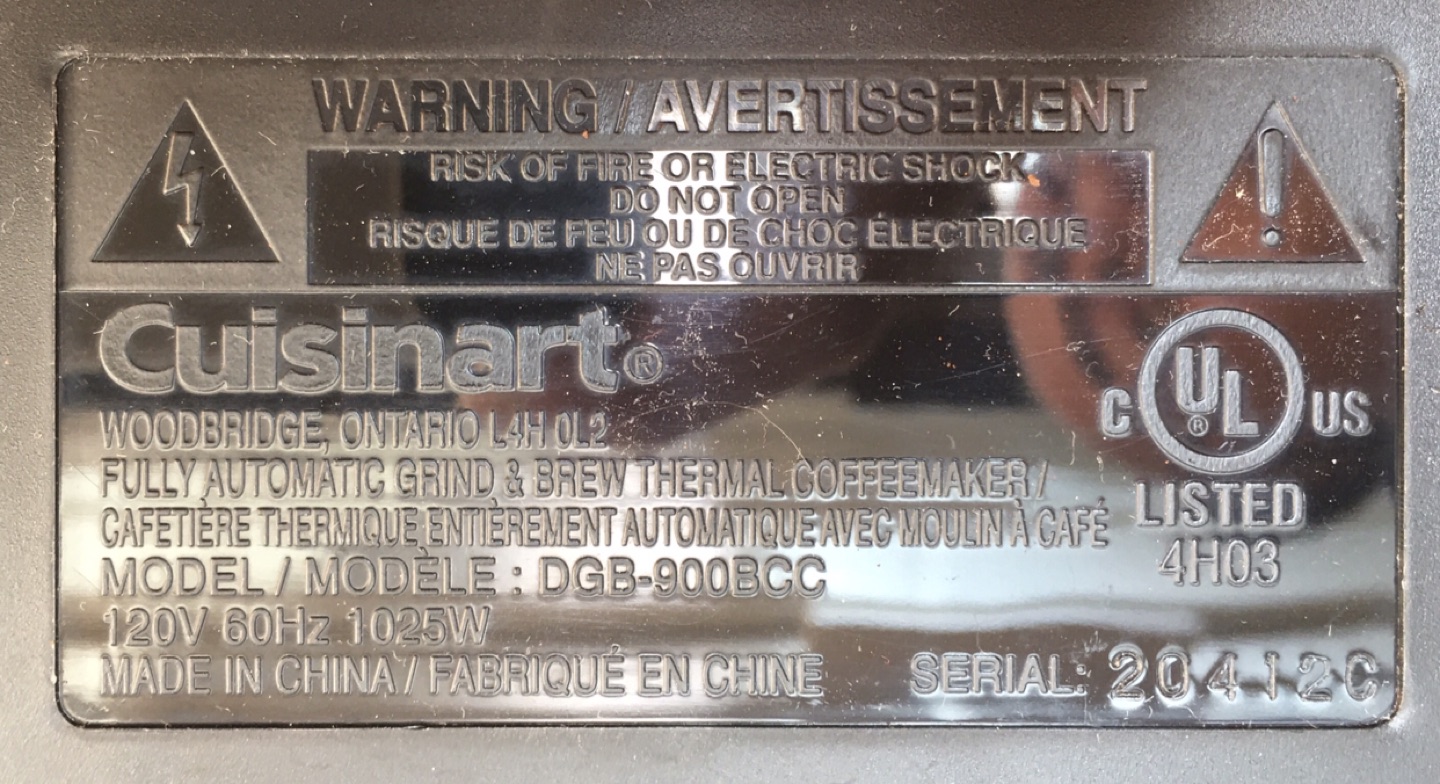 WARNING / AVERTISSEMENT
RISK OF FIRE OR ELECTRIC SHOCK
DO NOT OPEN
RISQUE DE FEU OU DE CHOC ÉLECTRIQUE
NE PAS OUVRIR
Cuisinart®
WOODBRIDGE, ONTARIO L4H 0L2
FULLY AUTOMATIC GRIND & BREW THERMAL COFFEEMAKER /
CAFETIÈRE THERMIQUE ENTIÈREMENT AUTOMATIQUE AVEC MOULIN À CAFÉ
MODEL / MODÈLE : DGB-900BCC
120V 60Hz 1025W
MADE IN CHINA / FABRIQUÉ EN CHINE
C UL® US
LISTED
4H03
SERIAL: 20412C